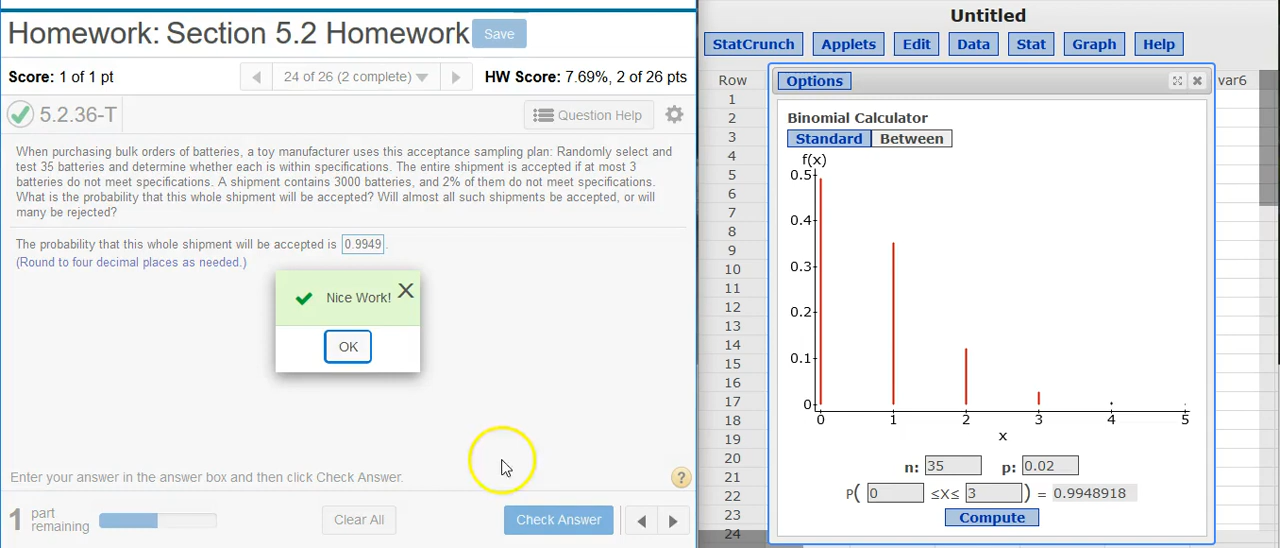 Homework: Section 5.2 Homework
Save
Score: 1 of 1 pt
24 of 26 (2 complete)
HW Score: 7.69%, 2 of 26 pts
5.2.36-T
Question Help
When purchasing bulk orders of batteries, a toy manufacturer uses this acceptance sampling plan: Randomly select and
test 35 batteries and determine whether each is within specifications. The entire shipment is accepted if at most 3
batteries do not meet specifications. A shipment contains 3000 batteries, and 2% of them do not meet specifications.
What is the probability that this whole shipment will be accepted? Will almost all such shipments be accepted, or will
many be rejected?
The probability that this whole shipment will be accepted is 0.9949.
(Round to four decimal places as needed.)
Nice Work!
OK
Enter your answer in the answer box and then click Check Answer.
?
1 part
remaining
Clear All
Check Answer
Untitled
StatCrunch
Applets
Edit
Data
Stat
Graph
Help
Row
var6
1
2
3
4
5
6
7
8
9
10
11
12
13
14
15
16
17
18
19
20
21
22
23
24
Options
Binomial Calculator
Standard
Between
f(x)
0.5
0.4
0.3
0.2
0.1
0
0
1
2
3
4
5
x
n: 35
p: 0.02
P( 0 ≤X≤ 3 ) = 0.9948918
Compute